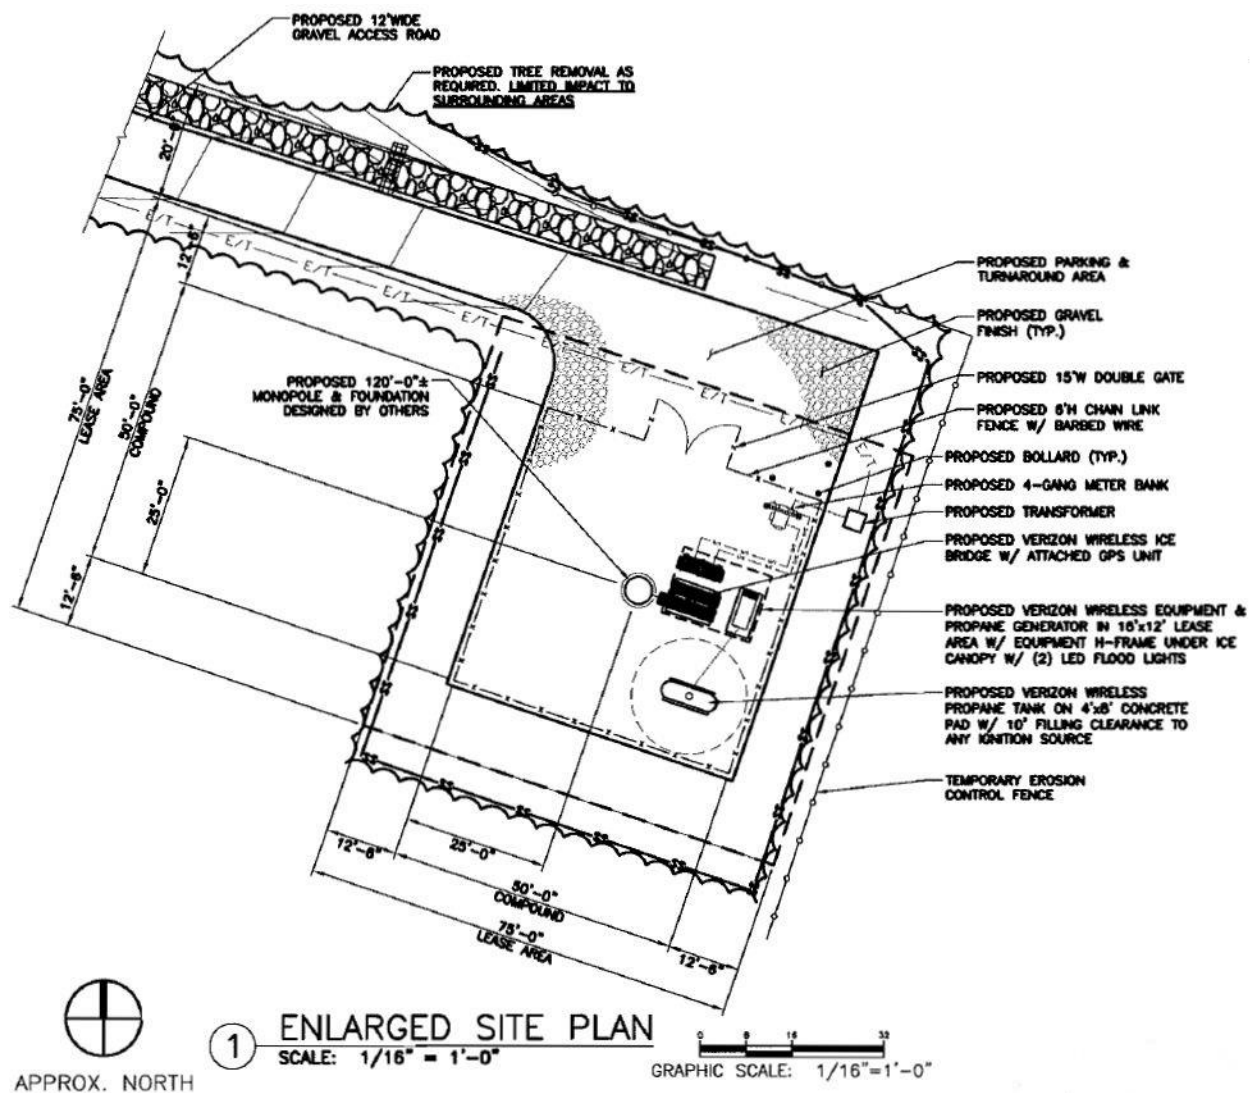 PROPOSED 12'WIDE
GRAVEL ACCESS ROAD
PROPOSED TREE REMOVAL AS
REQUIRED. LIMITED IMPACT TO
SURROUNDING AREAS
20'-0"
E/T
E/T
E/T
E/T
E/T
E/T
E/T
E/T
E/T
E/T
12'-6"
75'-0"
LEASE AREA
50'-0"
COMPOUND
25'-0"
12'-6"
PROPOSED 120'-0"±
MONOPOLE & FOUNDATION
DESIGNED BY OTHERS
PROPOSED PARKING &
TURNAROUND AREA
PROPOSED GRAVEL
FINISH (TYP.)
PROPOSED 15'W DOUBLE GATE
PROPOSED 6'H CHAIN LINK
FENCE W/ BARBED WIRE
PROPOSED BOLLARD (TYP.)
PROPOSED 4-GANG METER BANK
PROPOSED TRANSFORMER
PROPOSED VERIZON WIRELESS ICE
BRIDGE W/ ATTACHED GPS UNIT
PROPOSED VERIZON WIRELESS EQUIPMENT &
PROPANE GENERATOR IN 16'x12' LEASE
AREA W/ EQUIPMENT H-FRAME UNDER ICE
CANOPY W/ (2) LED FLOOD LIGHTS
PROPOSED VERIZON WIRELESS
PROPANE TANK ON 4'x8' CONCRETE
PAD W/ 10' FILLING CLEARANCE TO
ANY IGNITION SOURCE
TEMPORARY EROSION
CONTROL FENCE
12'-6"
25'-0"
50'-0"
COMPOUND
75'-0"
LEASE AREA
12'-6"
APPROX. NORTH
1
ENLARGED SITE PLAN
SCALE: 1/16" = 1'-0"
0 8 16 32
GRAPHIC SCALE: 1/16"=1'-0"